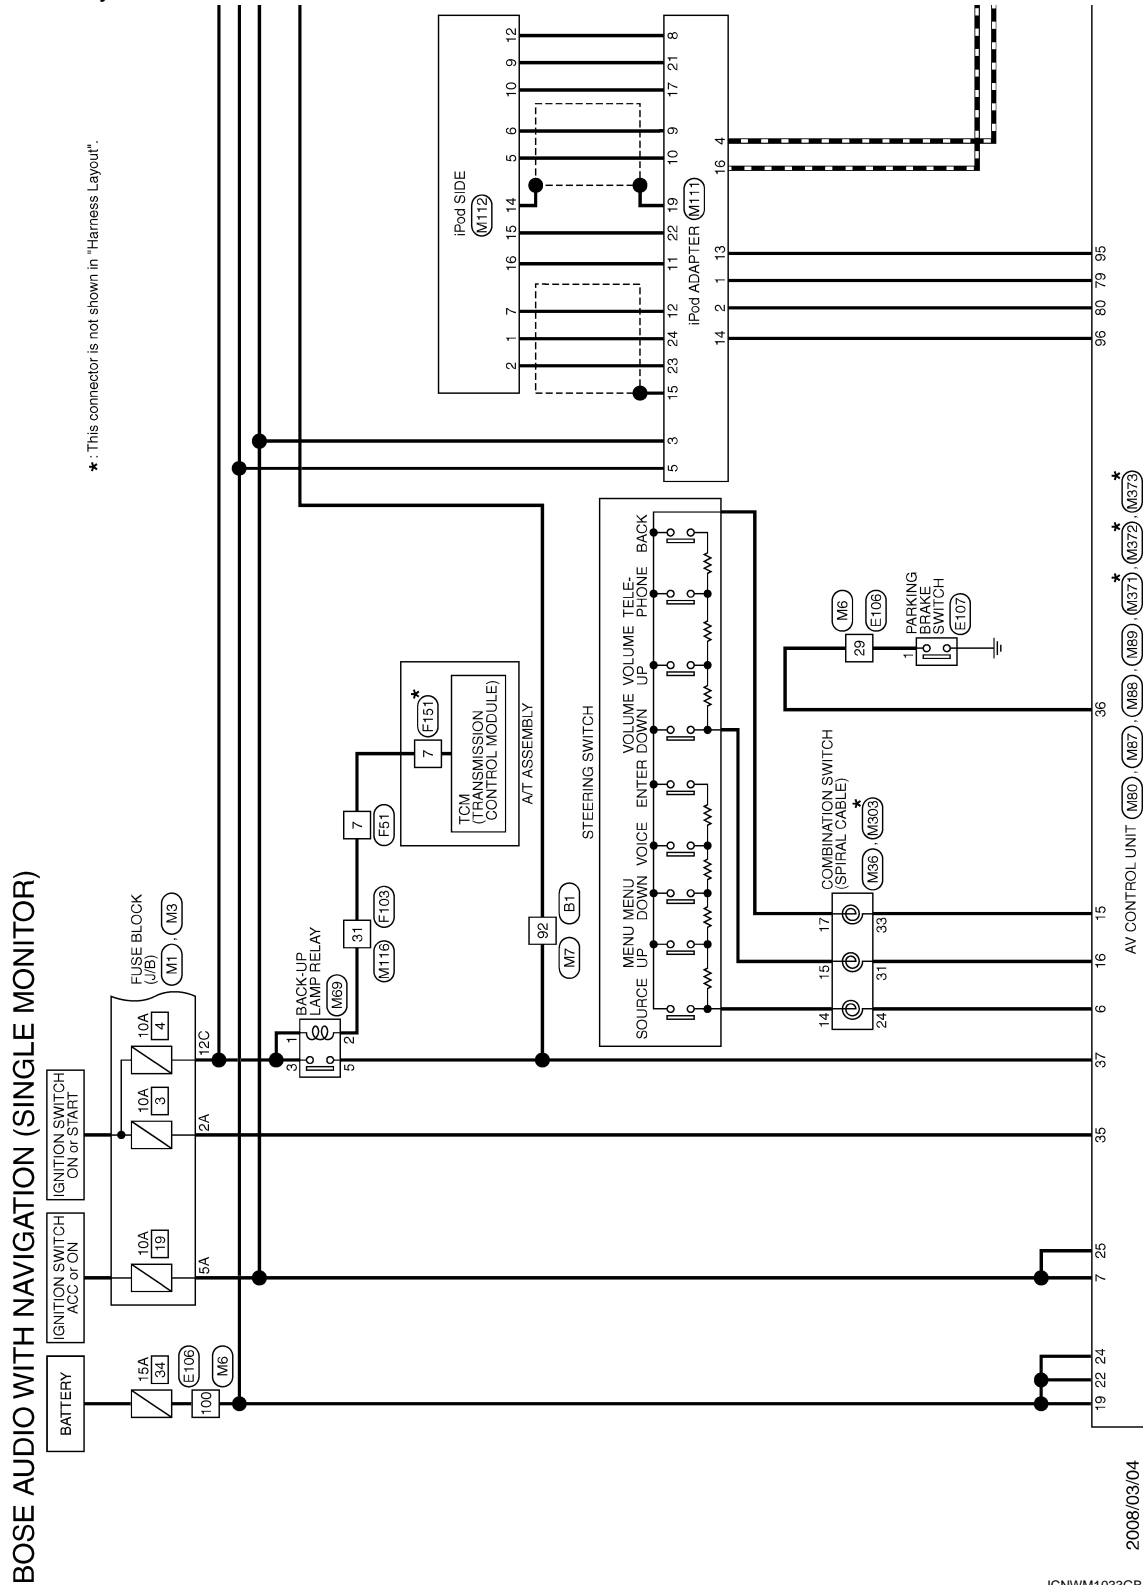 BOSE AUDIO WITH NAVIGATION (SINGLE MONITOR)
BATTERY
IGNITION SWITCH
ACC or ON
IGNITION SWITCH
ON or START
15A
34
E106
100
M6
10A
19
5A
10A
3
2A
10A
4
12C
FUSE BLOCK
(J/B)
M1 , M3
★ : This connector is not shown in "Harness Layout".
BACK-UP
LAMP RELAY
M69
1
2
3
5
31
M116
F103
7
F51
7
F151 ★
TCM
(TRANSMISSION
CONTROL MODULE)
A/T ASSEMBLY
92
M7
B1
iPod SIDE
M112
2
1
7
16
15
14
5
6
10
9
12
15
23
24
12
11
22
19
10
9
17
21
8
5
3
iPod ADAPTER M111
14
2
1
13
16
4
STEERING SWITCH
SOURCE
MENU
UP
MENU
DOWN
VOICE
ENTER
VOLUME
DOWN
VOLUME
UP
TELE-
PHONE
BACK
COMBINATION SWITCH
(SPIRAL CABLE)
M36 , M303 ★
14
15
17
24
31
33
M6
29
E106
PARKING
BRAKE
SWITCH
1
E107
19
22
24
7
25
35
37
6
16
15
36
96
80
79
95
AV CONTROL UNIT M80 , M87 , M88 , M89 , M371 ★ , M372 ★ , M373 ★
2008/03/04